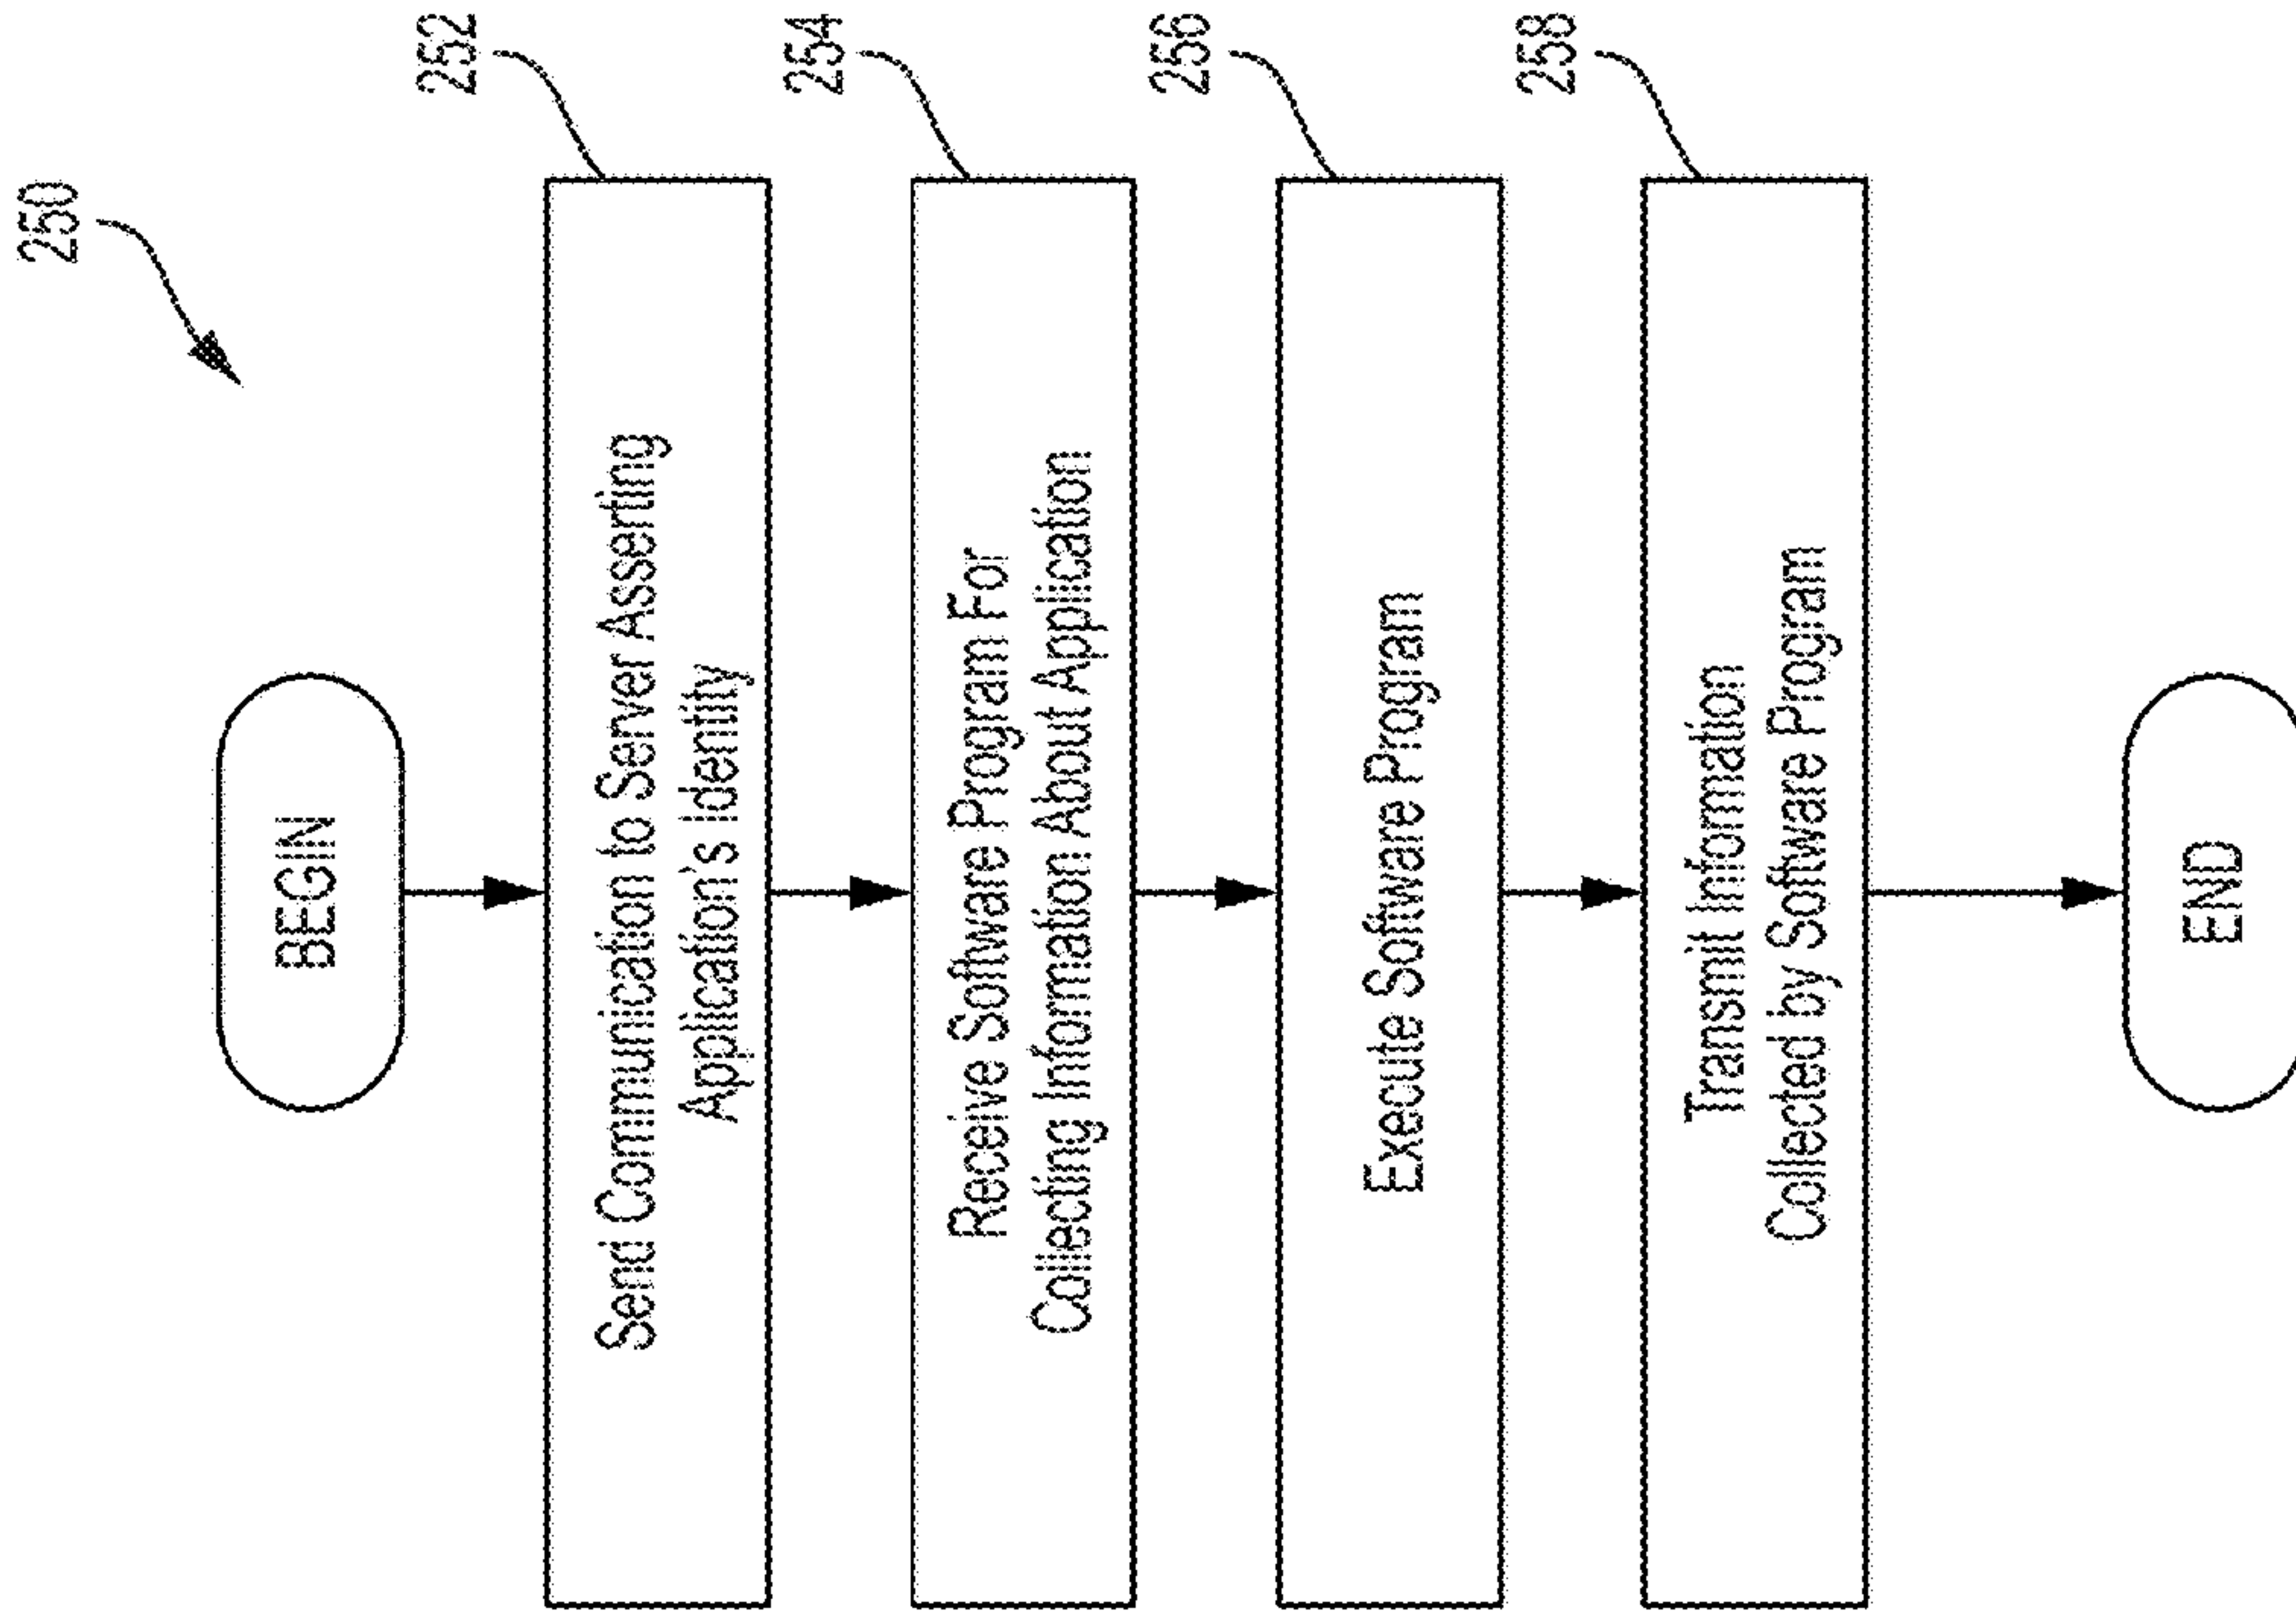 250
BEGIN
252
Send Communication to Server Asserting
Application's Identity
254
Receive Software Program For
Collecting Information About Application
256
Execute Software Program
258
Transmit Information
Collected by Software Program
END